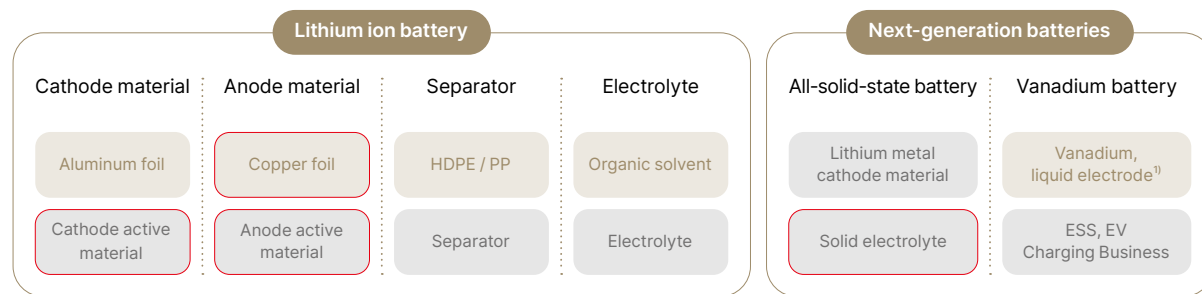 Lithium ion battery
Next-generation batteries
Cathode material
Anode material
Separator
Electrolyte
All-solid-state battery
Vanadium battery
Aluminum foil
Copper foil
HDPE / PP
Organic solvent
Lithium metal
cathode material
Vanadium,
liquid electrode¹⁾
Cathode active
material
Anode active
material
Separator
Electrolyte
Solid electrolyte
ESS, EV
Charging Business